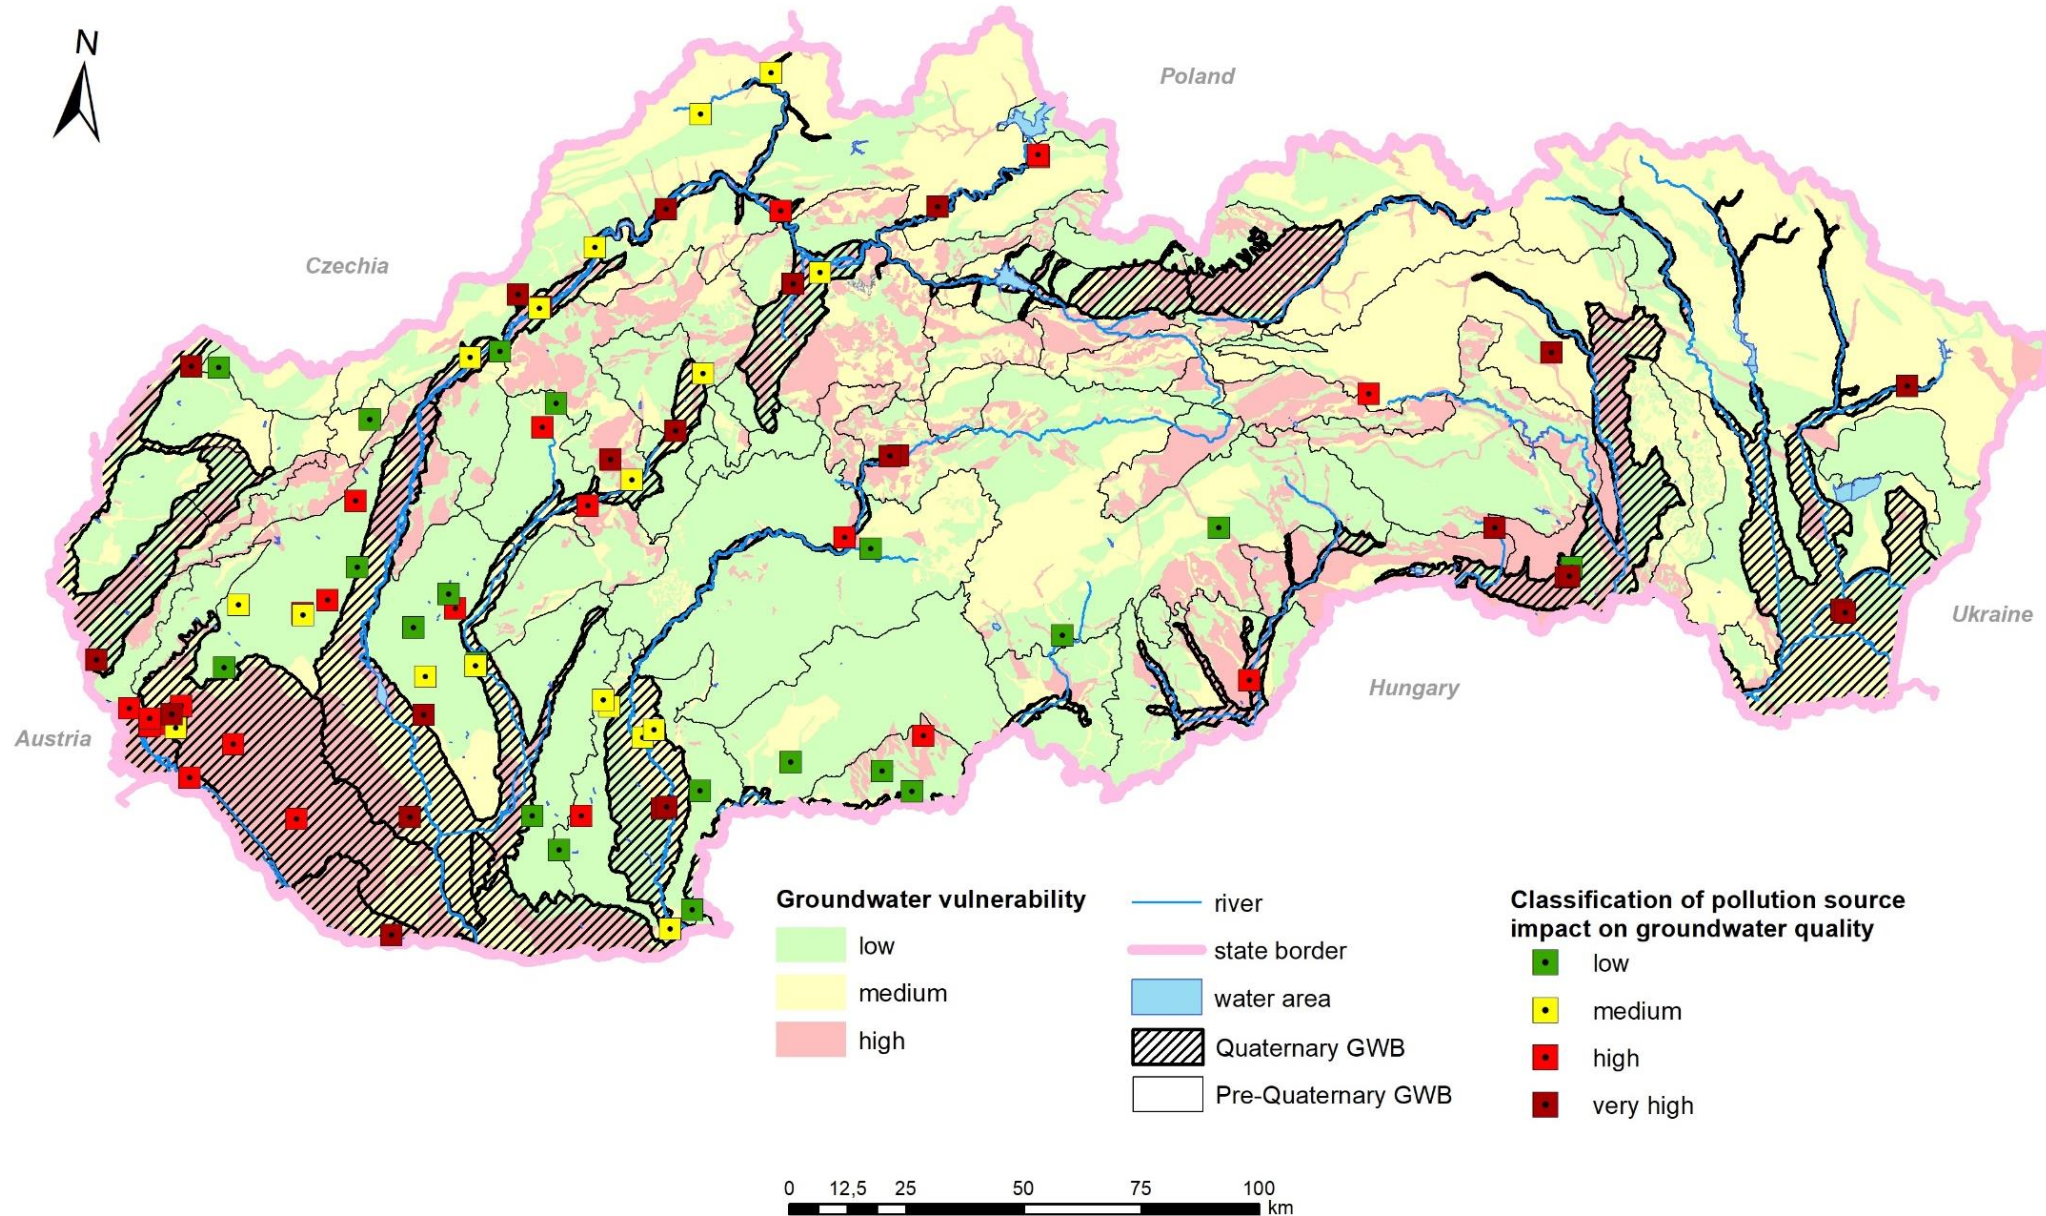 N
Poland
Czechia
Ukraine
Hungary
Austria
Groundwater vulnerability
low
medium
high
river
state border
water area
Quaternary GWB
Pre-Quaternary GWB
Classification of pollution source
impact on groundwater quality
low
medium
high
very high
0 12,5 25 50 75 100
km